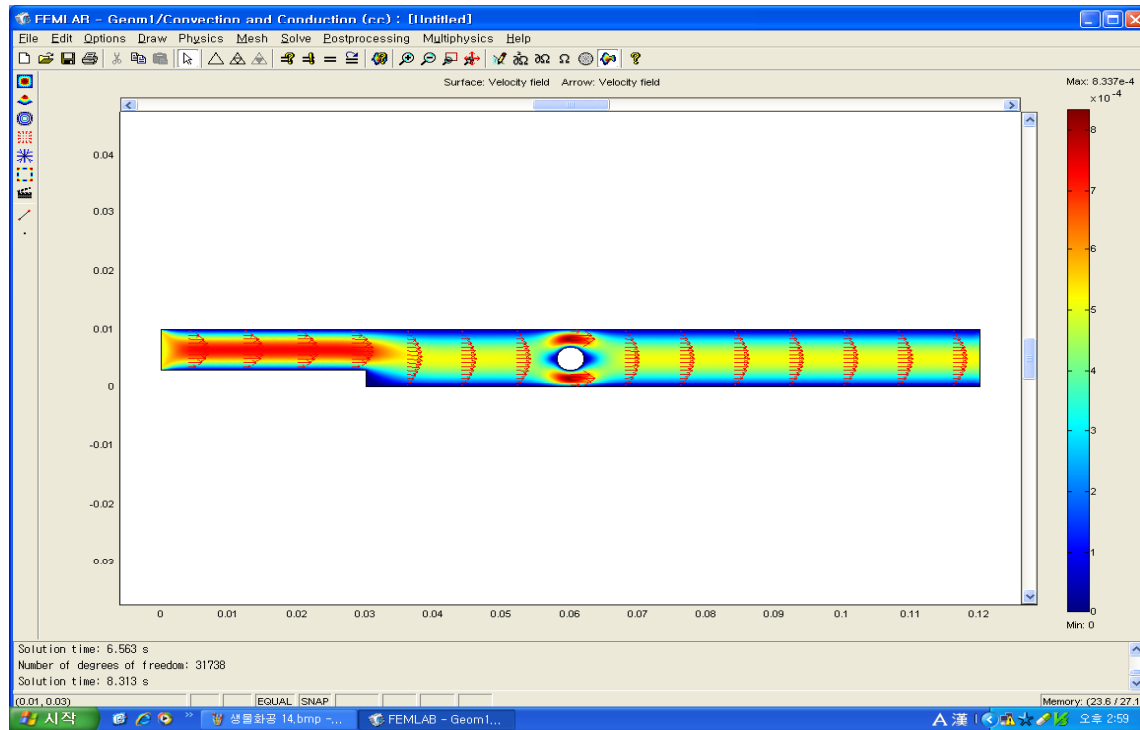 FEMLAB - Geom1/Convection and Conduction (cc) : [Untitled]
File Edit Options Draw Physics Mesh Solve Postprocessing Multiphysics Help
Surface: Velocity field Arrow: Velocity field
Max: 8.337e-4
×10⁻⁴
8
7
6
5
4
3
2
1
0
Min: 0
0.04
0.03
0.02
0.01
0
-0.01
-0.02
-0.03
0 0.01 0.02 0.03 0.04 0.05 0.06 0.07 0.08 0.09 0.1 0.11 0.12
Solution time: 6.563 s
Number of degrees of freedom: 31738
Solution time: 8.313 s
(0.01, 0.03) EQUAL SNAP Memory: (23.6 / 27.1
시작 생물화공 14.bmp -... FEMLAB - Geom1... A 漢 오후 2:59